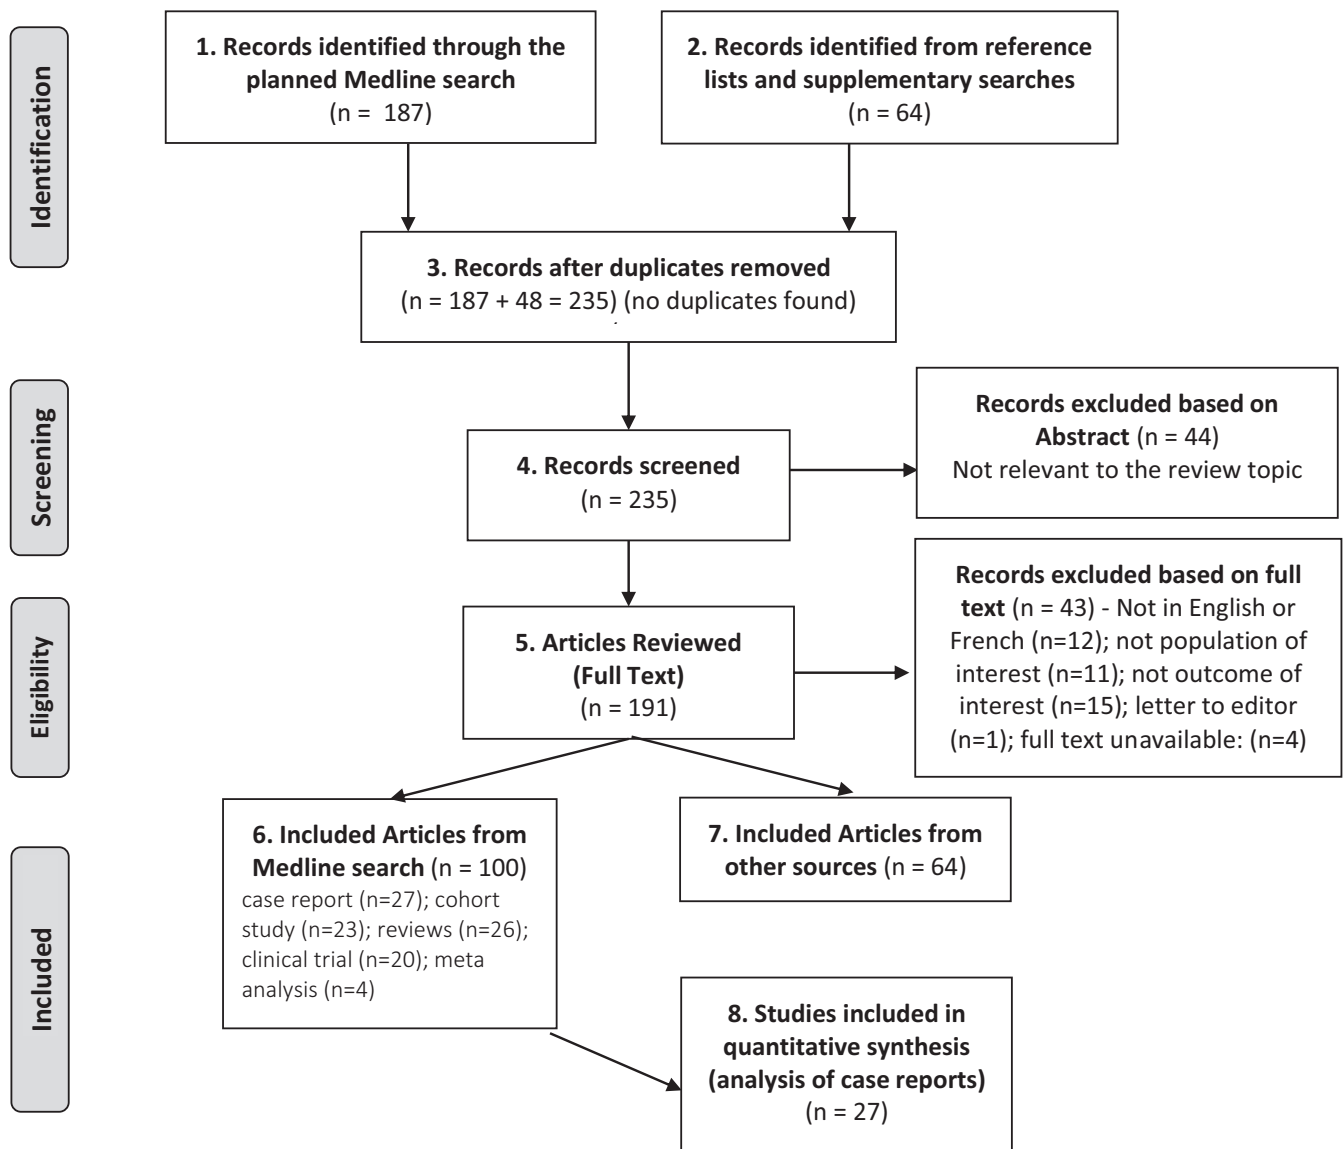 Identification
1. Records identified through the
planned Medline search
(n =  187)
2. Records identified from reference
lists and supplementary searches
(n = 64)
3. Records after duplicates removed
(n = 187 + 48 = 235) (no duplicates found)
Screening
4. Records screened
(n = 235)
Records excluded based on
Abstract (n = 44)
Not relevant to the review topic
Eligibility
5. Articles Reviewed
(Full Text)
(n = 191)
Records excluded based on full
text (n = 43) - Not in English or
French (n=12); not population of
interest (n=11); not outcome of
interest (n=15); letter to editor
(n=1); full text unavailable: (n=4)
Included
6. Included Articles from
Medline search (n = 100)
case report (n=27); cohort
study (n=23); reviews (n=26);
clinical trial (n=20); meta
analysis (n=4)
7. Included Articles from
other sources (n = 64)
8. Studies included in
quantitative synthesis
(analysis of case reports)
(n = 27)